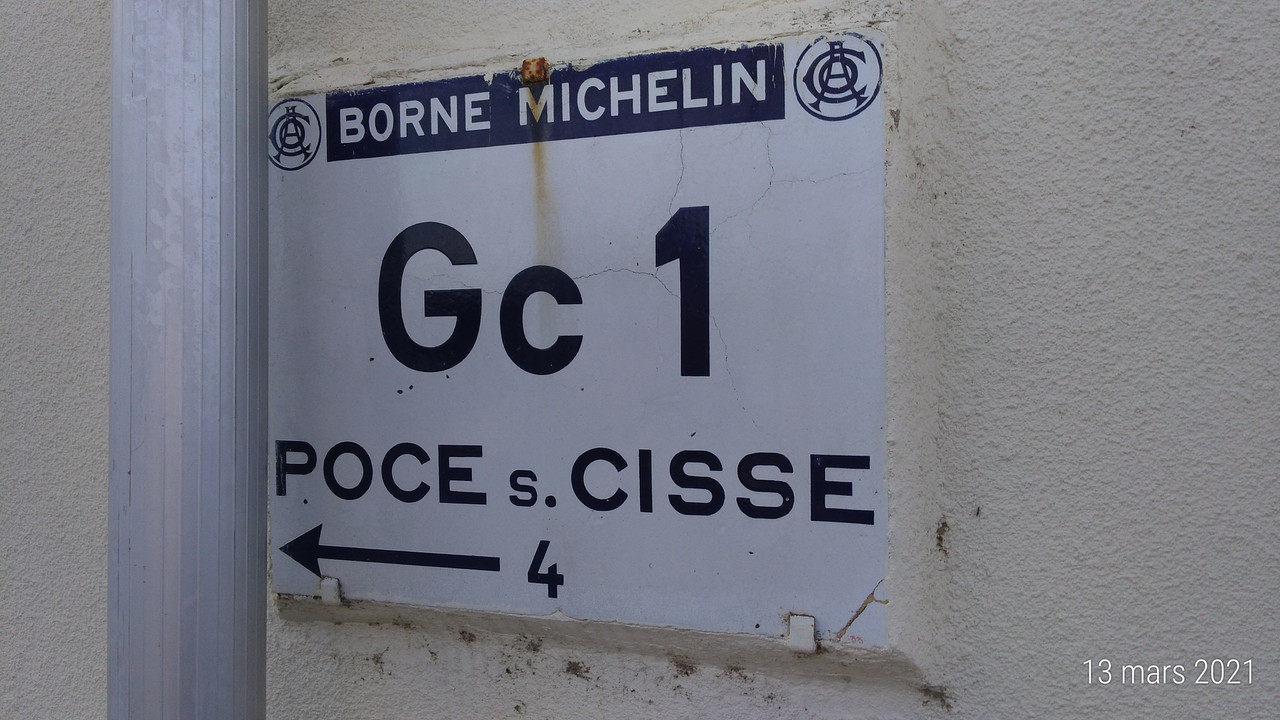 BORNE MICHELIN
Gc 1
POCE s. CISSE
4
13 mars 2021